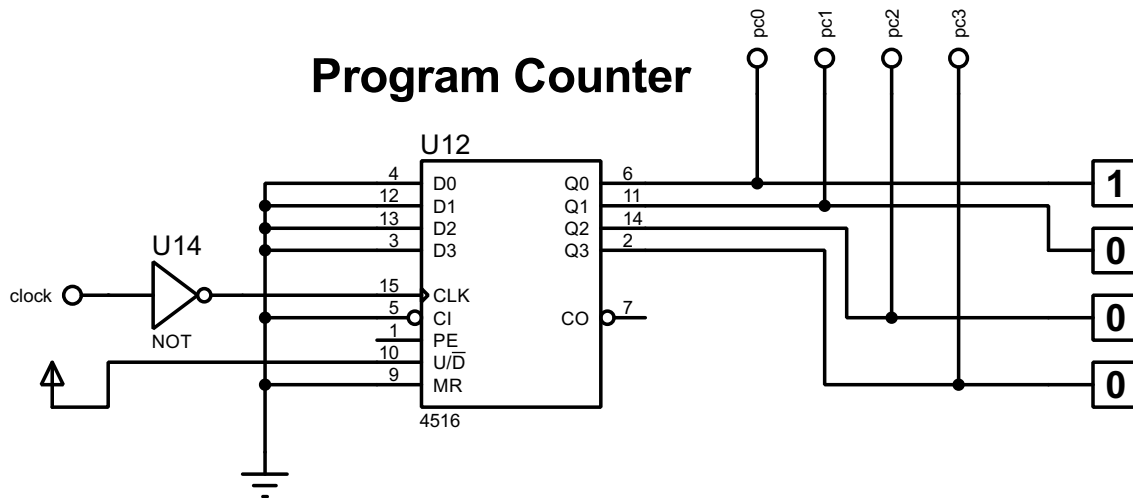 pc0 pc1 pc2 pc3
Program Counter
U12
4 D0 Q0 6 1
12 D1 Q1 11
13 D2 Q2 14
3 D3 Q3 2 0
U14
clock 15 CLK
5 CI CO 7 0
NOT
1 PE
10 U/D̅
9 MR 0
4516